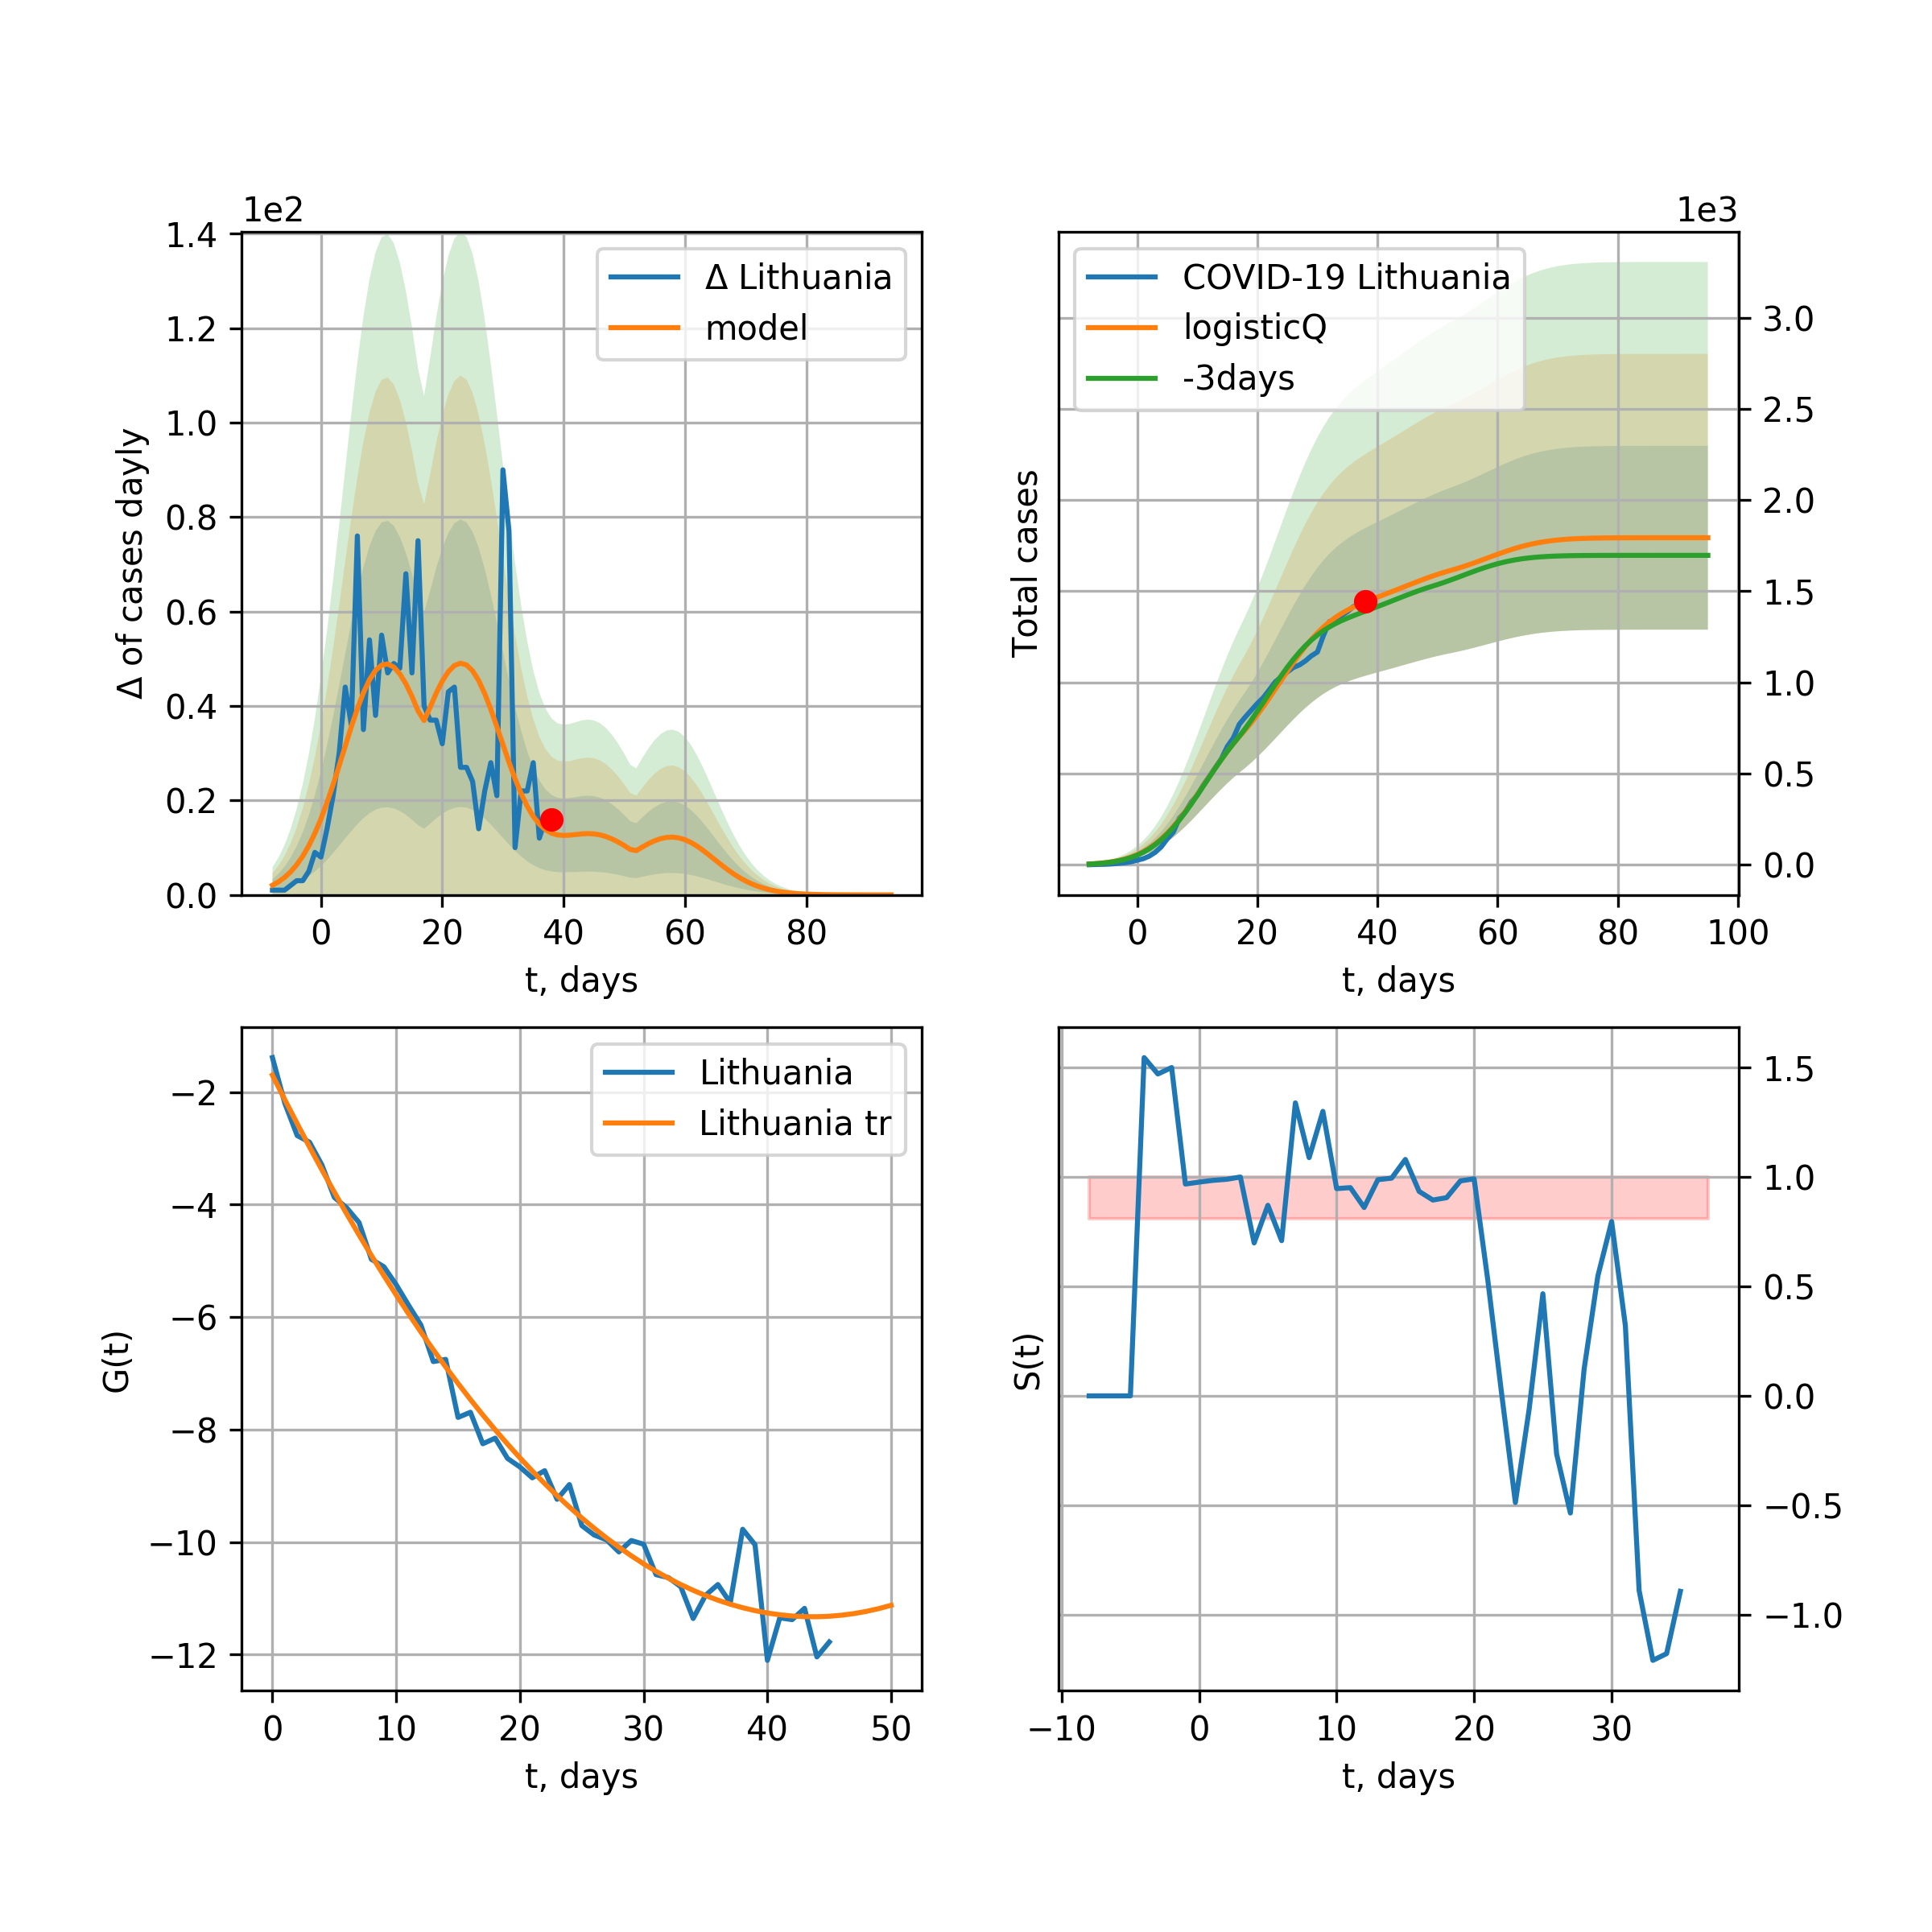 1e2
1.4
1.2
1.0
0.8
0.6
0.4
0.2
0.0
Δ of cases dayly
Δ Lithuania
model
0 20 40 60 80
t, days
1e3
COVID-19 Lithuania
logisticQ
-3days
Total cases
3.0
2.5
2.0
1.5
1.0
0.5
0.0
0 20 40 60 80 100
t, days
Lithuania
Lithuania tr
G(t)
−2
−4
−6
−8
−10
−12
0 10 20 30 40 50
t, days
S(t)
1.5
1.0
0.5
0.0
−0.5
−1.0
−10 0 10 20 30
t, days